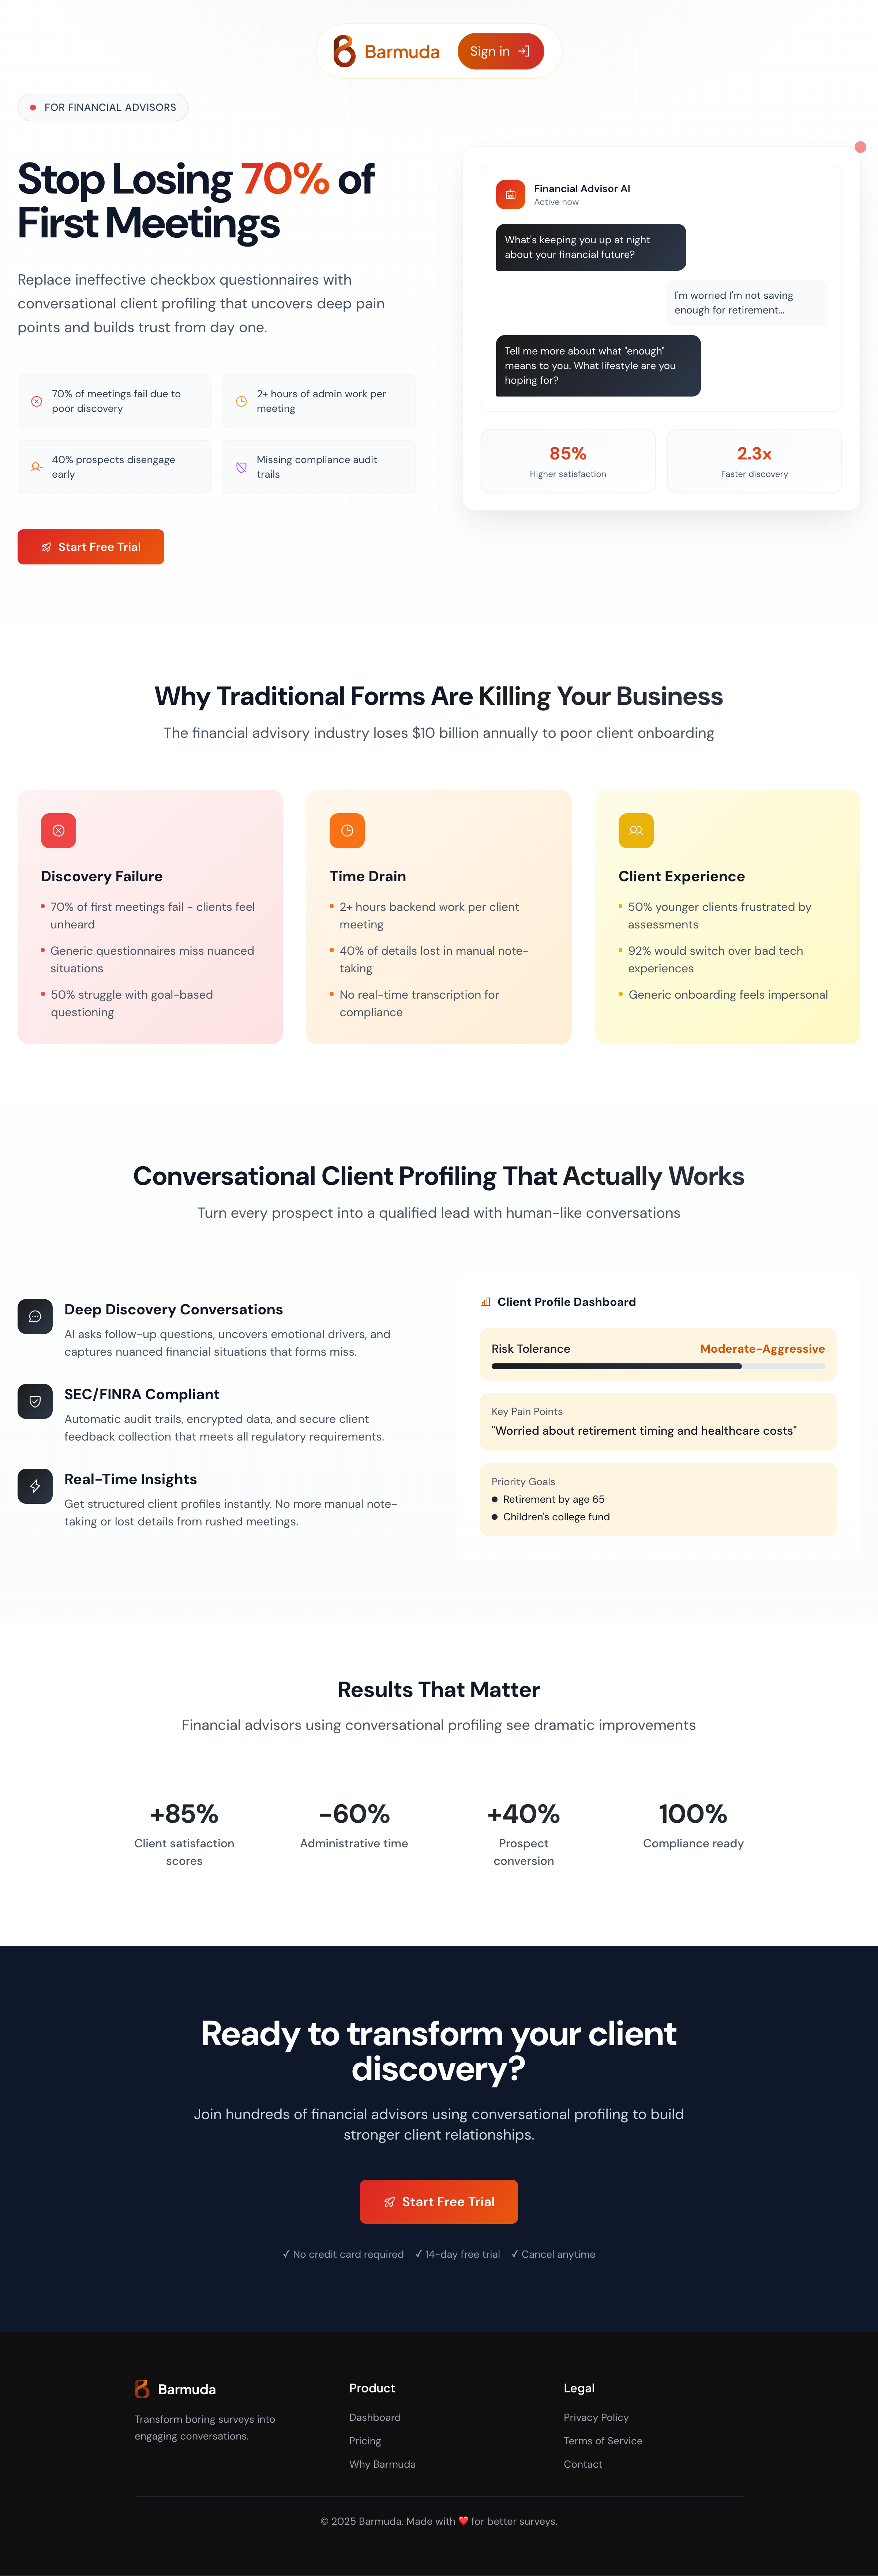 Barmuda
Sign in
FOR FINANCIAL ADVISORS
Stop Losing 70% of
First Meetings
Replace ineffective checkbox questionnaires with
conversational client profiling that uncovers deep pain
points and builds trust from day one.
70% of meetings fail due to
poor discovery
2+ hours of admin work per
meeting
40% prospects disengage
early
Missing compliance audit
trails
Start Free Trial
Financial Advisor AI
Active now
What's keeping you up at night
about your financial future?
I'm worried I'm not saving
enough for retirement...
Tell me more about what "enough"
means to you. What lifestyle are you
hoping for?
85%
Higher satisfaction
2.3x
Faster discovery
Why Traditional Forms Are Killing Your Business
The financial advisory industry loses $10 billion annually to poor client onboarding
Discovery Failure
70% of first meetings fail - clients feel
unheard
Generic questionnaires miss nuanced
situations
50% struggle with goal-based
questioning
Time Drain
2+ hours backend work per client
meeting
40% of details lost in manual note-
taking
No real-time transcription for
compliance
Client Experience
50% younger clients frustrated by
assessments
92% would switch over bad tech
experiences
Generic onboarding feels impersonal
Conversational Client Profiling That Actually Works
Turn every prospect into a qualified lead with human-like conversations
Deep Discovery Conversations
AI asks follow-up questions, uncovers emotional drivers, and
captures nuanced financial situations that forms miss.
SEC/FINRA Compliant
Automatic audit trails, encrypted data, and secure client
feedback collection that meets all regulatory requirements.
Real-Time Insights
Get structured client profiles instantly. No more manual note-
taking or lost details from rushed meetings.
Client Profile Dashboard
Risk Tolerance
Moderate-Aggressive
Key Pain Points
"Worried about retirement timing and healthcare costs"
Priority Goals
Retirement by age 65
Children's college fund
Results That Matter
Financial advisors using conversational profiling see dramatic improvements
+85%
Client satisfaction
scores
-60%
Administrative time
+40%
Prospect
conversion
100%
Compliance ready
Ready to transform your client
discovery?
Join hundreds of financial advisors using conversational profiling to build
stronger client relationships.
Start Free Trial
✓ No credit card required ✓ 14-day free trial ✓ Cancel anytime
Barmuda
Transform boring surveys into
engaging conversations.
Product
Dashboard
Pricing
Why Barmuda
Legal
Privacy Policy
Terms of Service
Contact
© 2025 Barmuda. Made with ❤️ for better surveys.